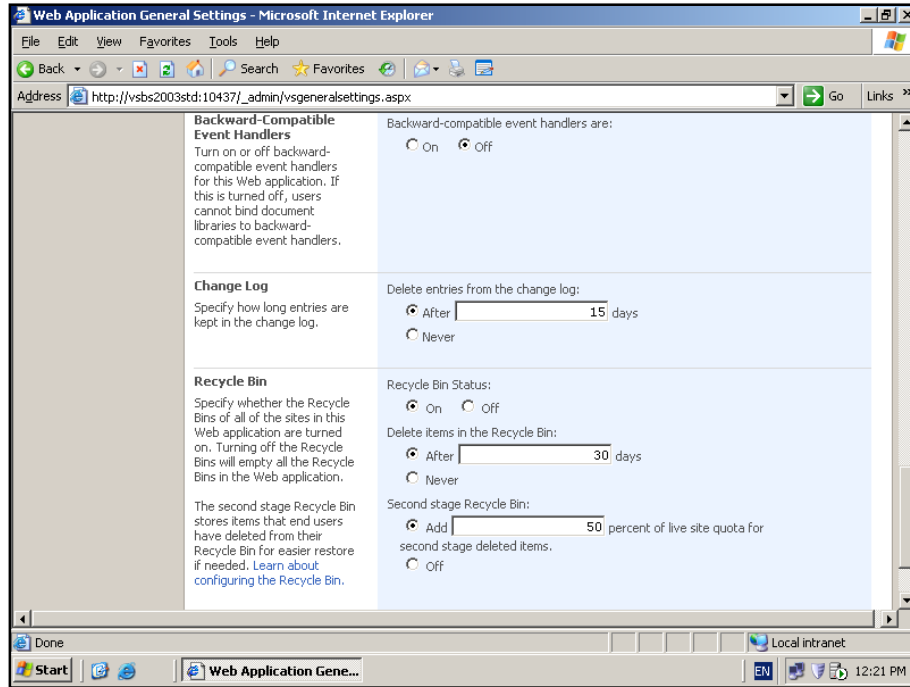 Web Application General Settings - Microsoft Internet Explorer
File Edit View Favorites Tools Help
Back Search Favorites
Address http://vsbs2003std:10437/_admin/vsgeneralsettings.aspx Go Links »
Backward-Compatible
Event Handlers
Turn on or off backward-
compatible event handlers
for this Web application. If
this is turned off, users
cannot bind document
libraries to backward-
compatible event handlers.
Backward-compatible event handlers are:
On Off
Change Log
Specify how long entries are
kept in the change log.
Delete entries from the change log:
After 15 days
Never
Recycle Bin
Specify whether the Recycle
Bins of all of the sites in this
Web application are turned
on. Turning off the Recycle
Bins will empty all the Recycle
Bins in the Web application.
The second stage Recycle Bin
stores items that end users
have deleted from their
Recycle Bin for easier restore
if needed. Learn about
configuring the Recycle Bin.
Recycle Bin Status:
On Off
Delete items in the Recycle Bin:
After 30 days
Never
Second stage Recycle Bin:
Add 50 percent of live site quota for
second stage deleted items.
Off
Done Local intranet
Start Web Application Gene... EN 12:21 PM